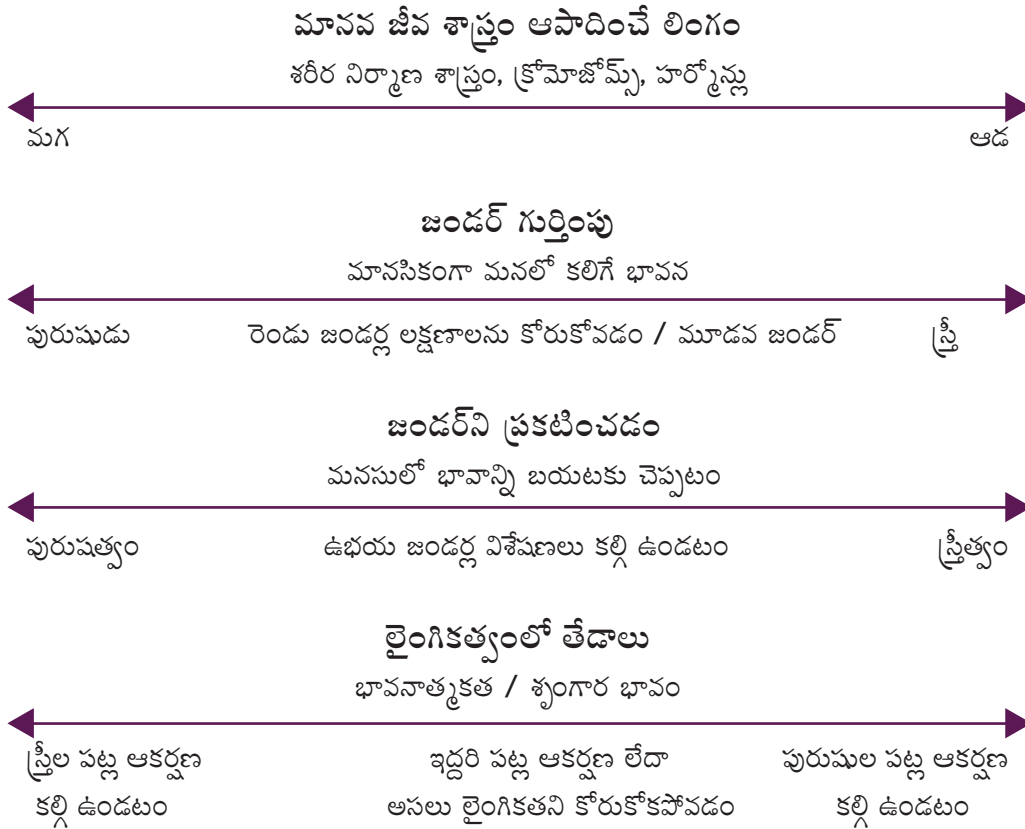 మానవ జీవ శాస్త్రం ఆపాదించే లింగం
శరీర నిర్మాణ శాస్త్రం, క్రోమోజోమ్స్, హార్మోన్లు
మగ ఆడ
జండర్ గుర్తింపు
మానసికంగా మనలో కలిగే భావన
పురుషుడు రెండు జండర్ల లక్షణాలను కోరుకోవడం / మూడవ జండర్ స్త్రీ
జండర్‌ని ప్రకటించడం
మనసులో భావాన్ని బయటకు చెప్పటం
పురుషత్వం ఉభయ జండర్ల విశేషణలు కల్గి ఉండటం స్త్రీత్వం
లైంగికత్వంలో తేడాలు
భావనాత్మకత / శృంగార భావం
స్త్రీల పట్ల ఆకర్షణ ఇద్దరి పట్ల ఆకర్షణ లేదా పురుషుల పట్ల ఆకర్షణ
కల్గి ఉండటం అసలు లైంగికతని కోరుకోకపోవడం కల్గి ఉండటం